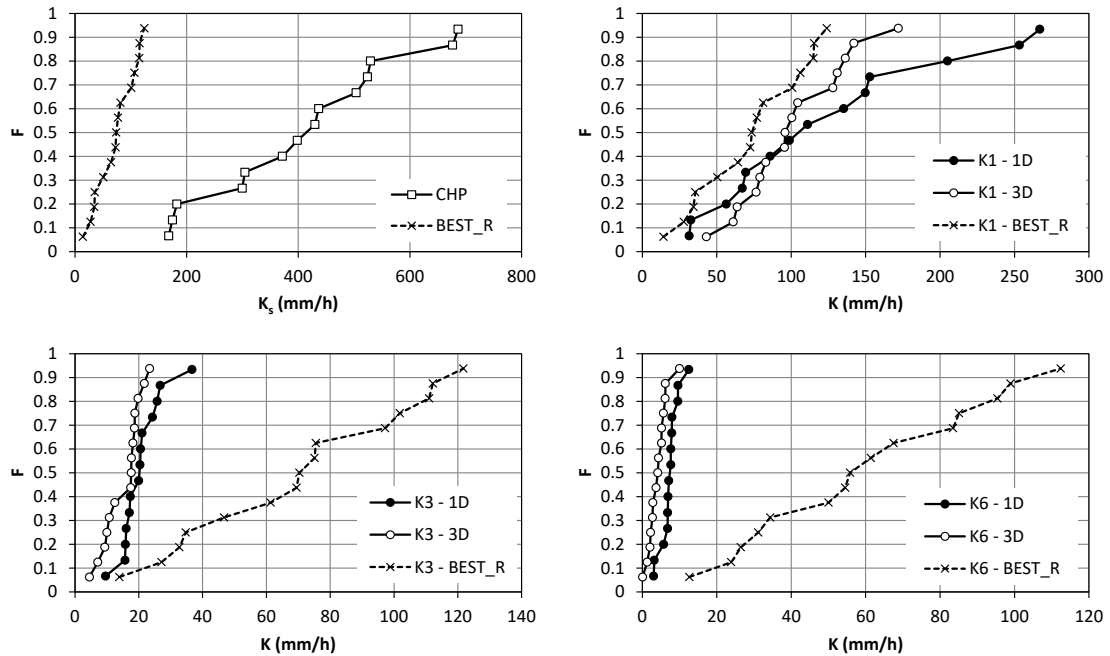 1
0.9
0.8
0.7
0.6
0.5
0.4
0.3
0.2
0.1
0
F
0 200 400 600 800
K_s (mm/h)
CHP
BEST_R
1
0.9
0.8
0.7
0.6
0.5
0.4
0.3
0.2
0.1
0
F
0 50 100 150 200 250 300
K (mm/h)
K1 - 1D
K1 - 3D
K1 - BEST_R
1
0.9
0.8
0.7
0.6
0.5
0.4
0.3
0.2
0.1
0
F
0 20 40 60 80 100 120 140
K (mm/h)
K3 - 1D
K3 - 3D
K3 - BEST_R
1
0.9
0.8
0.7
0.6
0.5
0.4
0.3
0.2
0.1
0
F
0 20 40 60 80 100 120
K (mm/h)
K6 - 1D
K6 - 3D
K6 - BEST_R